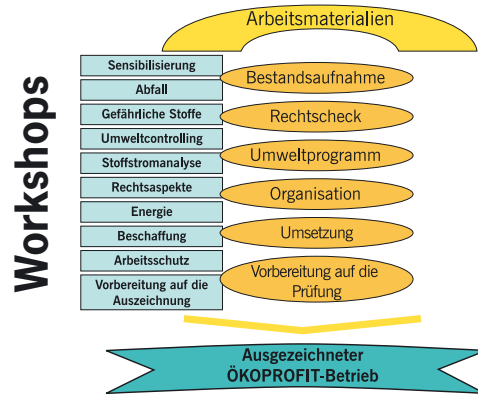 Arbeitsmaterialien
Workshops
Sensibilisierung
Abfall
Gefährliche Stoffe
Umweltcontrolling
Stoffstromanalyse
Rechtsaspekte
Energie
Beschaffung
Arbeitsschutz
Vorbereitung auf die
Auszeichnung
Bestandsaufnahme
Rechtscheck
Umweltprogramm
Organisation
Umsetzung
Vorbereitung auf die
Prüfung
Ausgezeichneter
ÖKOPROFIT-Betrieb